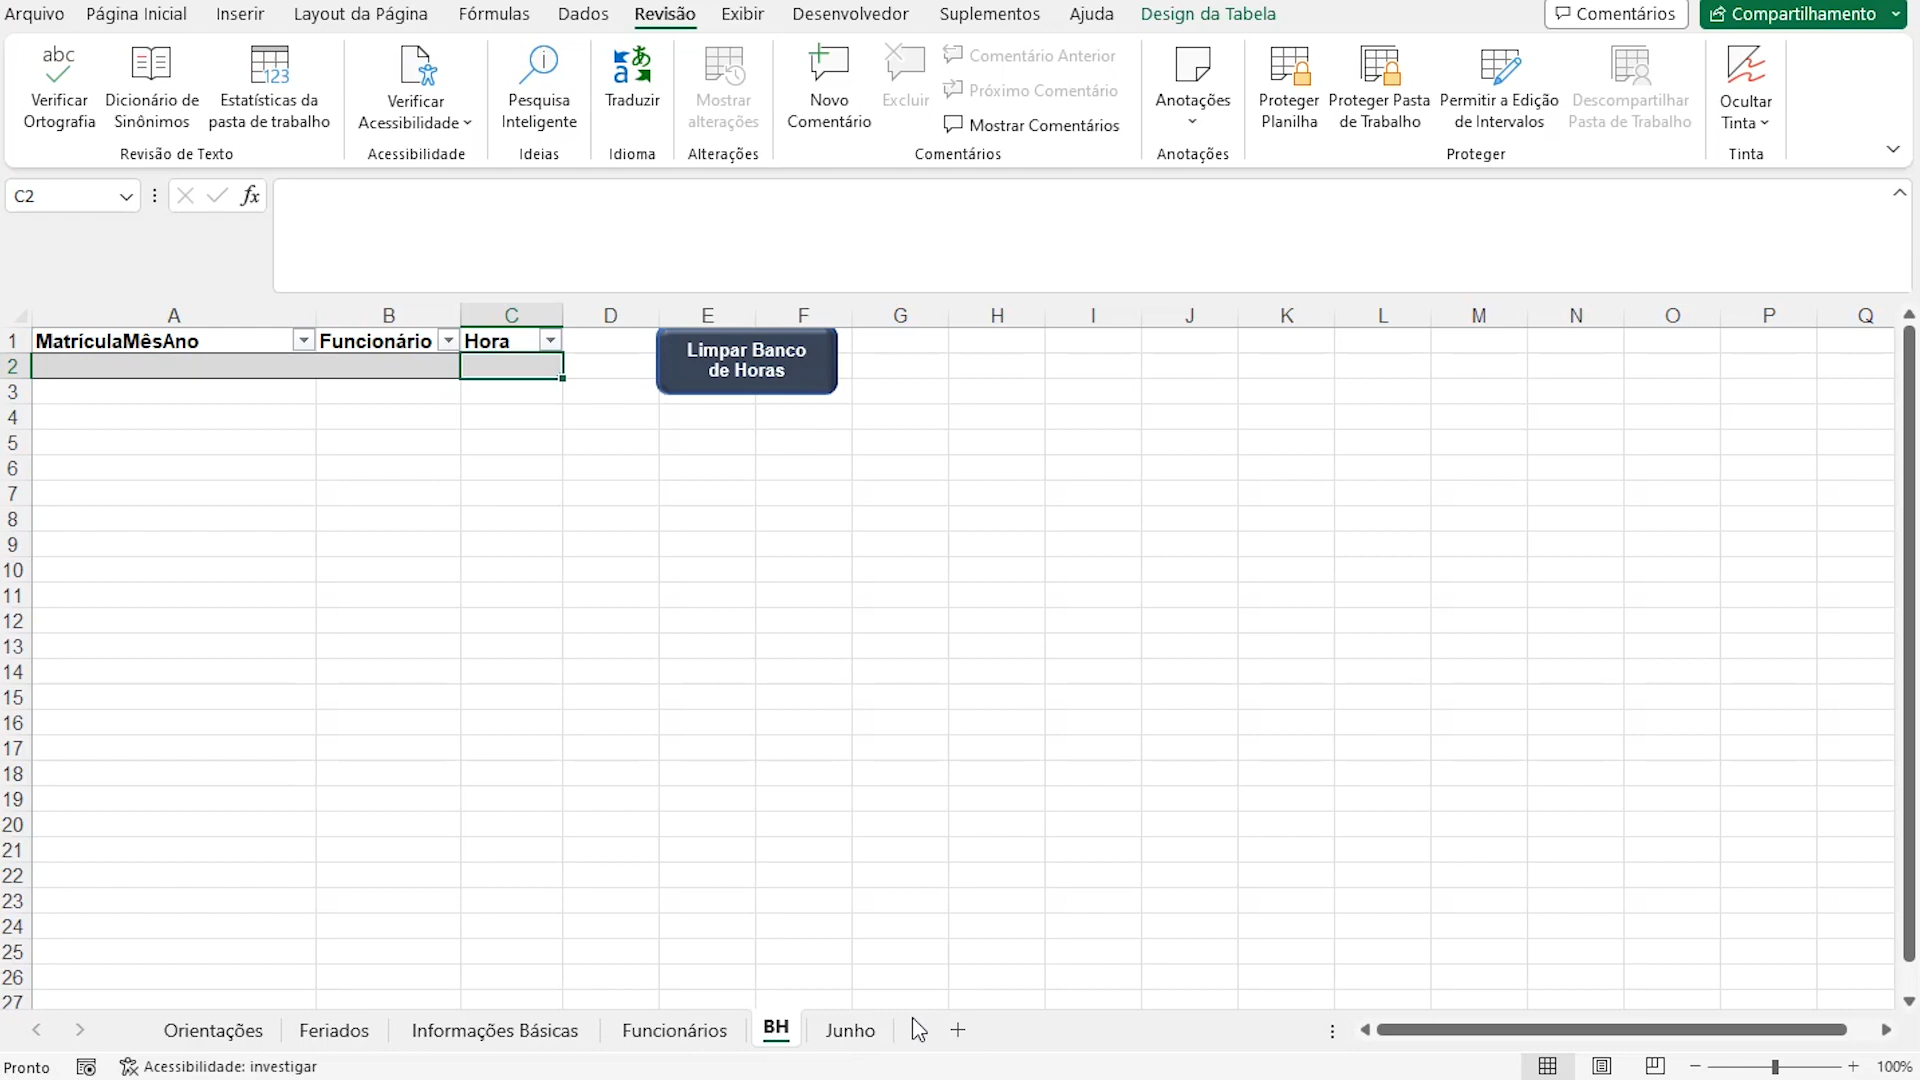 Arquivo Página Inicial Inserir Layout da Página Fórmulas Dados Revisão Exibir Desenvolvedor Suplementos Ajuda Design da Tabela Comentários Compartilhamento
abc
Verificar
Ortografia
Dicionário de
Sinônimos
123
Estatísticas da
pasta de trabalho
Revisão de Texto
Verificar
Acessibilidade
Acessibilidade
Pesquisa
Inteligente
Ideias
Traduzir
Idioma
Mostrar
alterações
Alterações
Novo
Comentário
Excluir
Comentário Anterior
Próximo Comentário
Mostrar Comentários
Comentários
Anotações
Anotações
Proteger
Planilha
Proteger Pasta
de Trabalho
Permitir a Edição
de Intervalos
Descompartilhar
Pasta de Trabalho
Proteger
Ocultar
Tinta
Tinta
C2 fx
A B C D E F G H I J K L M N O P Q
1 MatrículaMêsAno Funcionário Hora
Limpar Banco
de Horas
2
3
4
5
6
7
8
9
10
11
12
13
14
15
16
17
18
19
20
21
22
23
24
25
26
27
Orientações Feriados Informações Básicas Funcionários BH Junho
Pronto Acessibilidade: investigar 100%